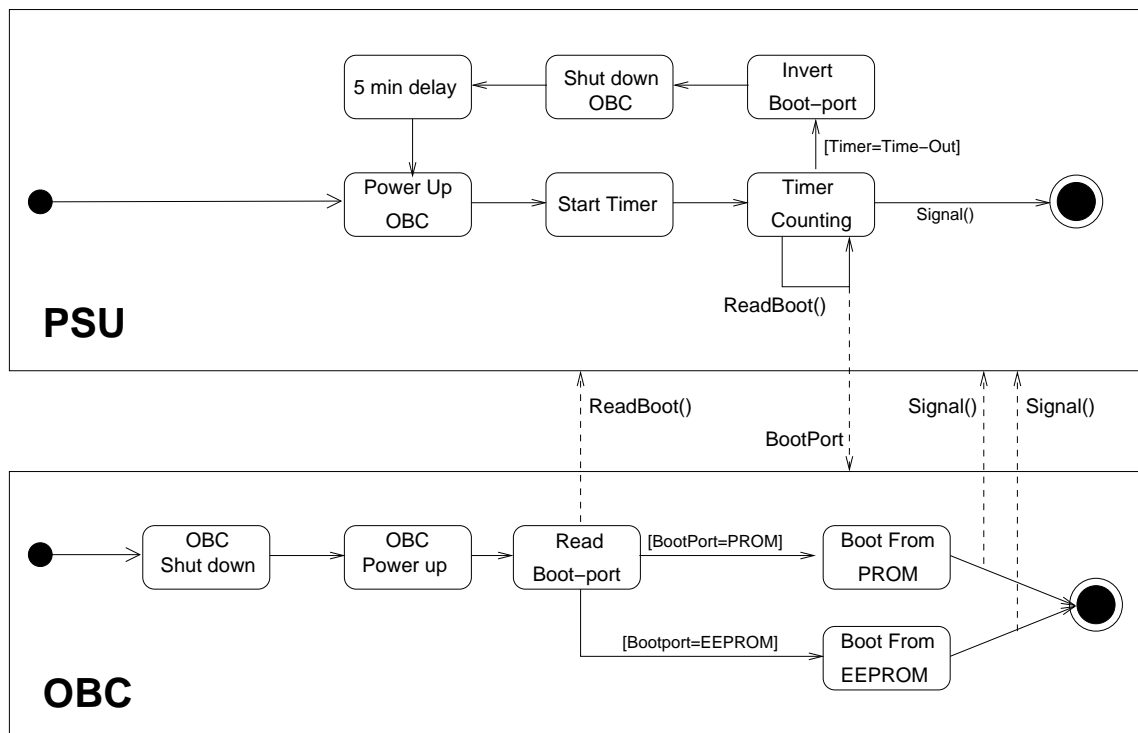 5 min delay
Shut down
OBC
Invert
Boot−port
[Timer=Time−Out]
Power Up
OBC
Start Timer
Timer
Counting
Signal()
ReadBoot()
PSU
ReadBoot()
Signal()
Signal()
BootPort
OBC
Shut down
OBC
Power up
Read
Boot−port
[BootPort=PROM]
Boot From
PROM
[Bootport=EEPROM]
Boot From
EEPROM
OBC